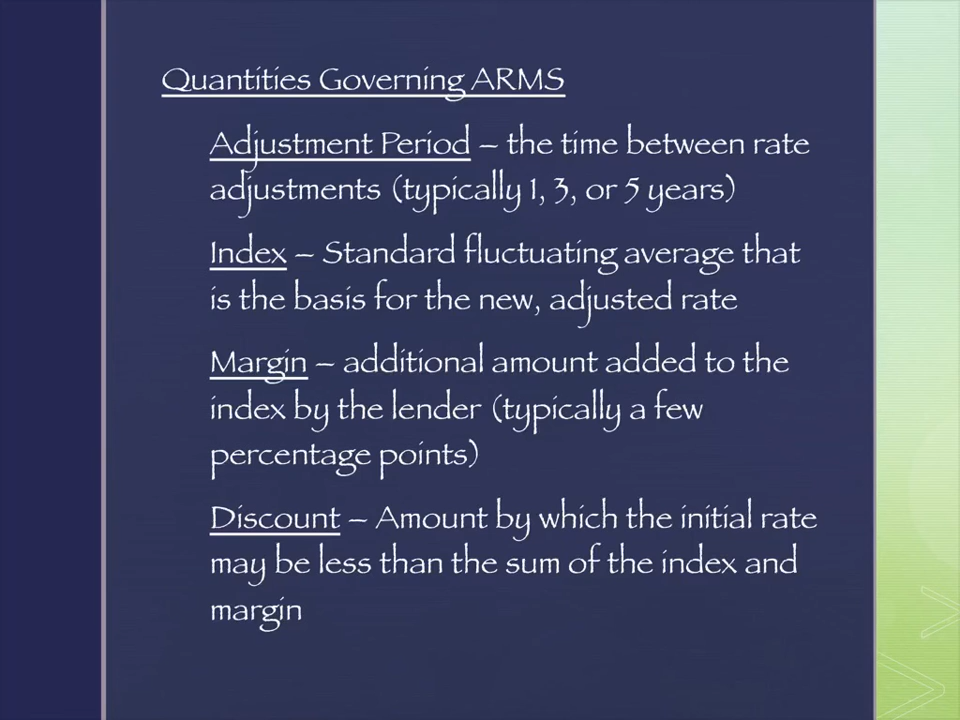 Quantities Governing ARMS
Adjustment Period – the time between rate
adjustments (typically 1, 3, or 5 years)
Index – Standard fluctuating average that
is the basis for the new, adjusted rate
Margin – additional amount added to the
index by the lender (typically a few
percentage points)
Discount – Amount by which the initial rate
may be less than the sum of the index and
margin